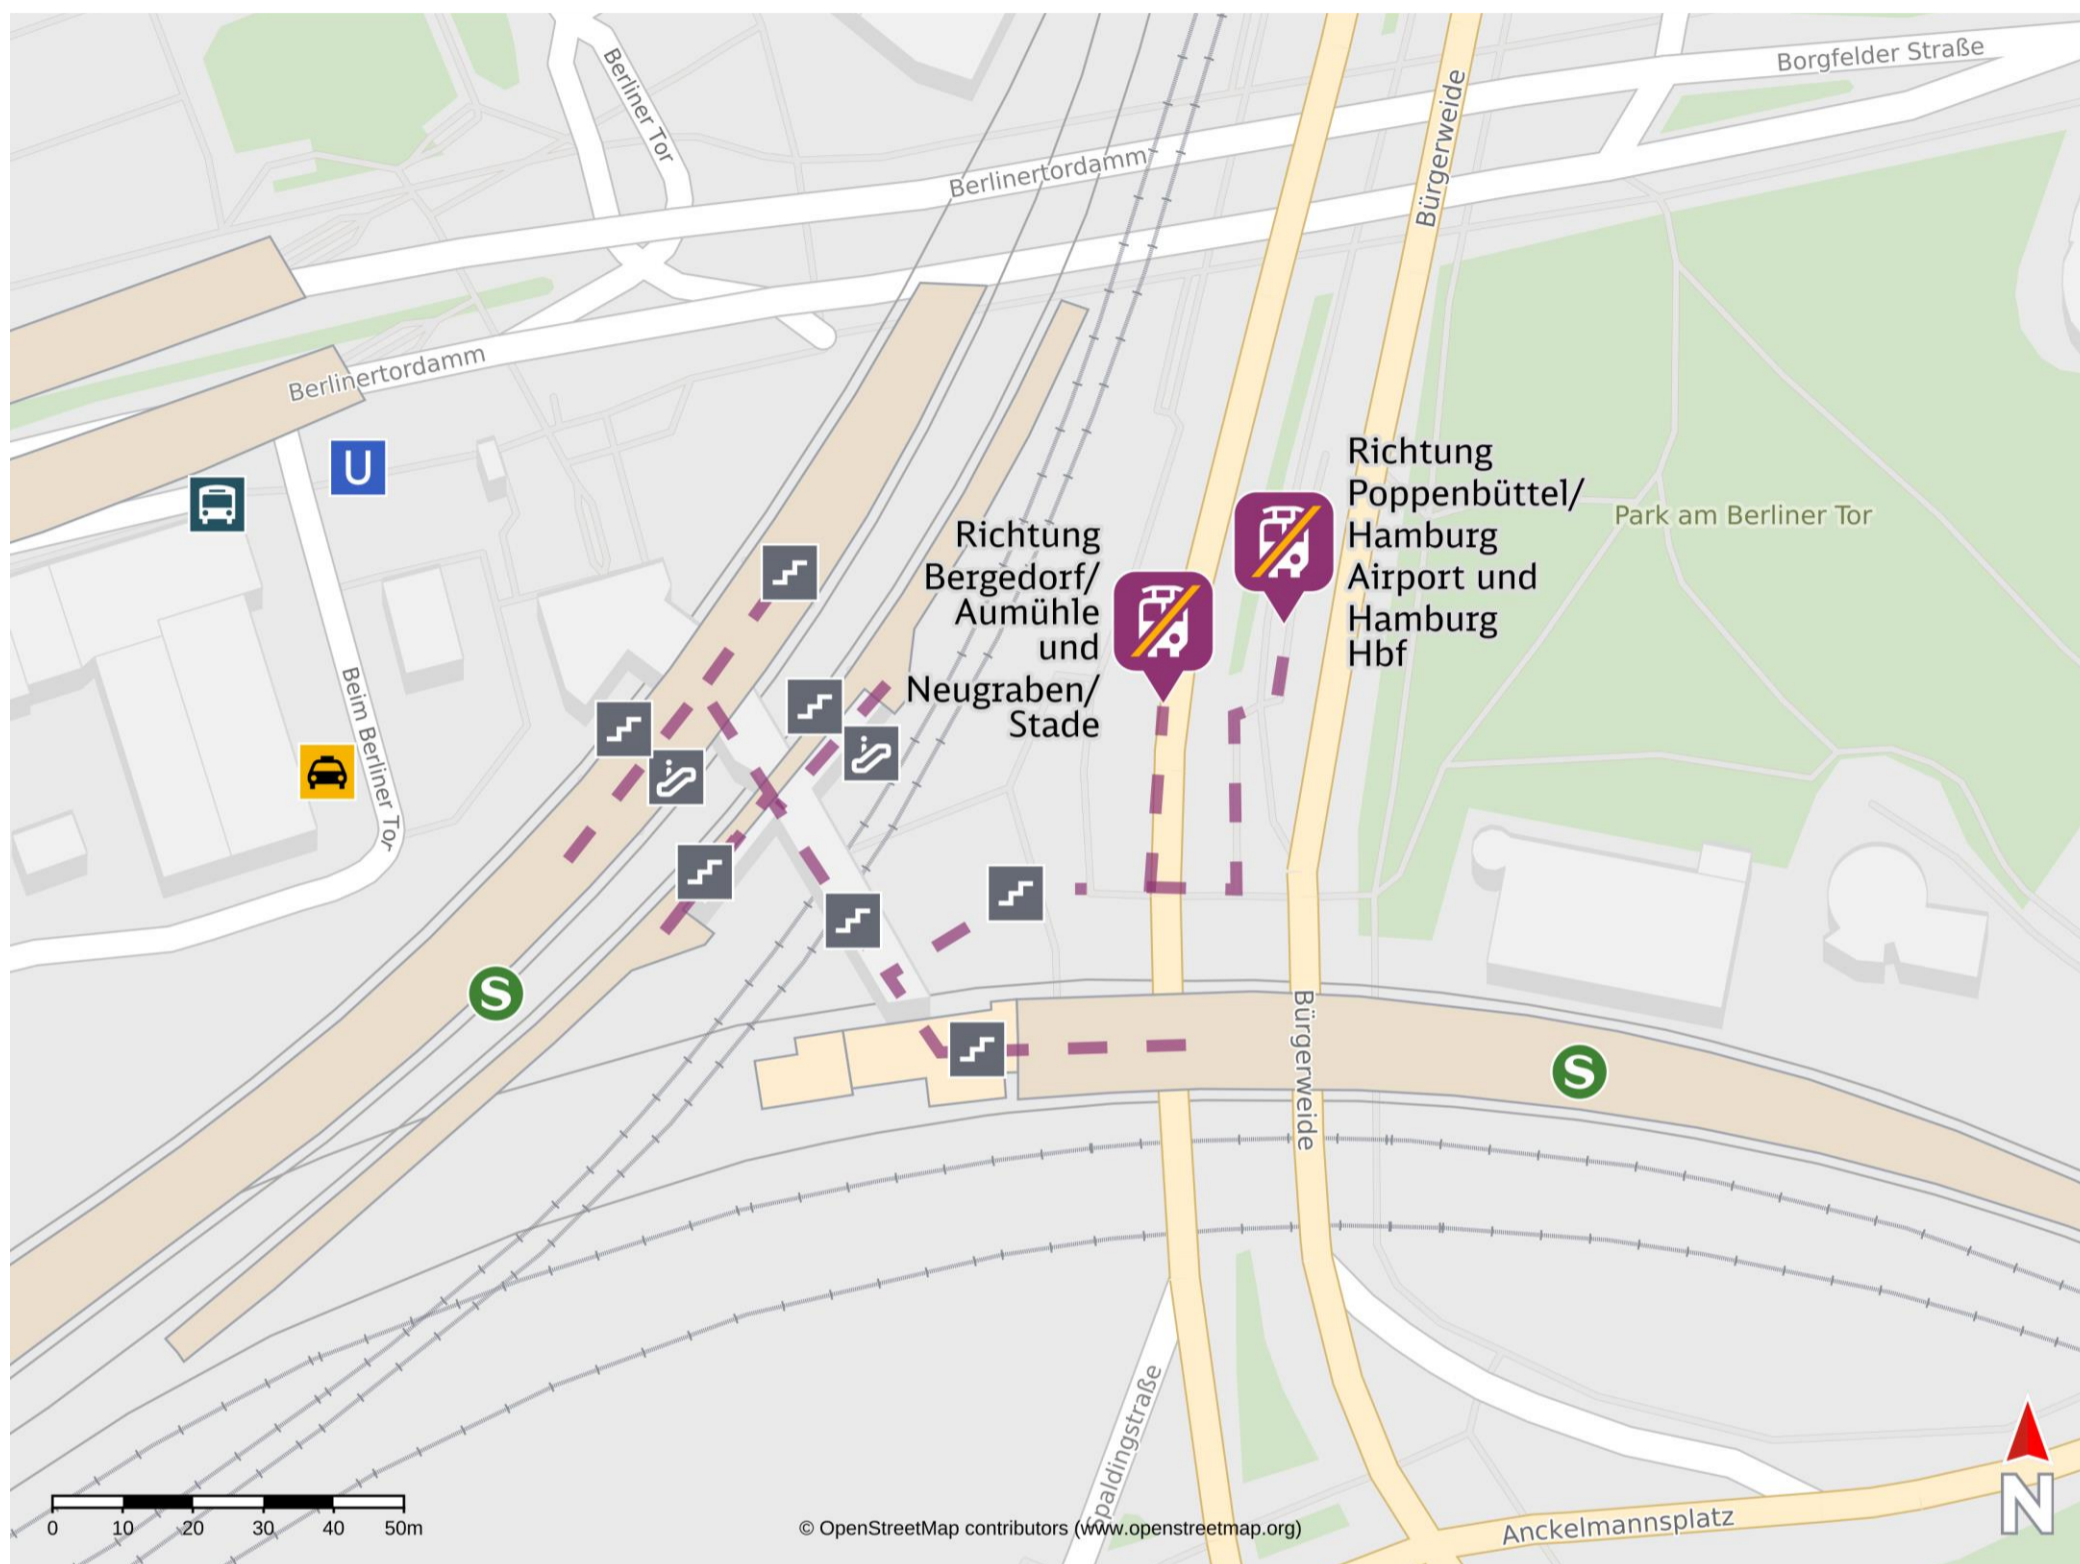 Borgfelder Straße
Berliner Tor
Bürgerweide
Berlinertordamm
Berlinertordamm
U
Richtung
Poppenbüttel/
Hamburg
Airport und
Hamburg
Hbf
Park am Berliner Tor
Richtung
Bergedorf/
Aumühle
und
Neugraben/
Stade
Beim Berliner Tor
S
S
Bürgerweide
Spaldingstraße
Anckelmannsplatz
N
0 10 20 30 40 50m
© OpenStreetMap contributors (www.openstreetmap.org)